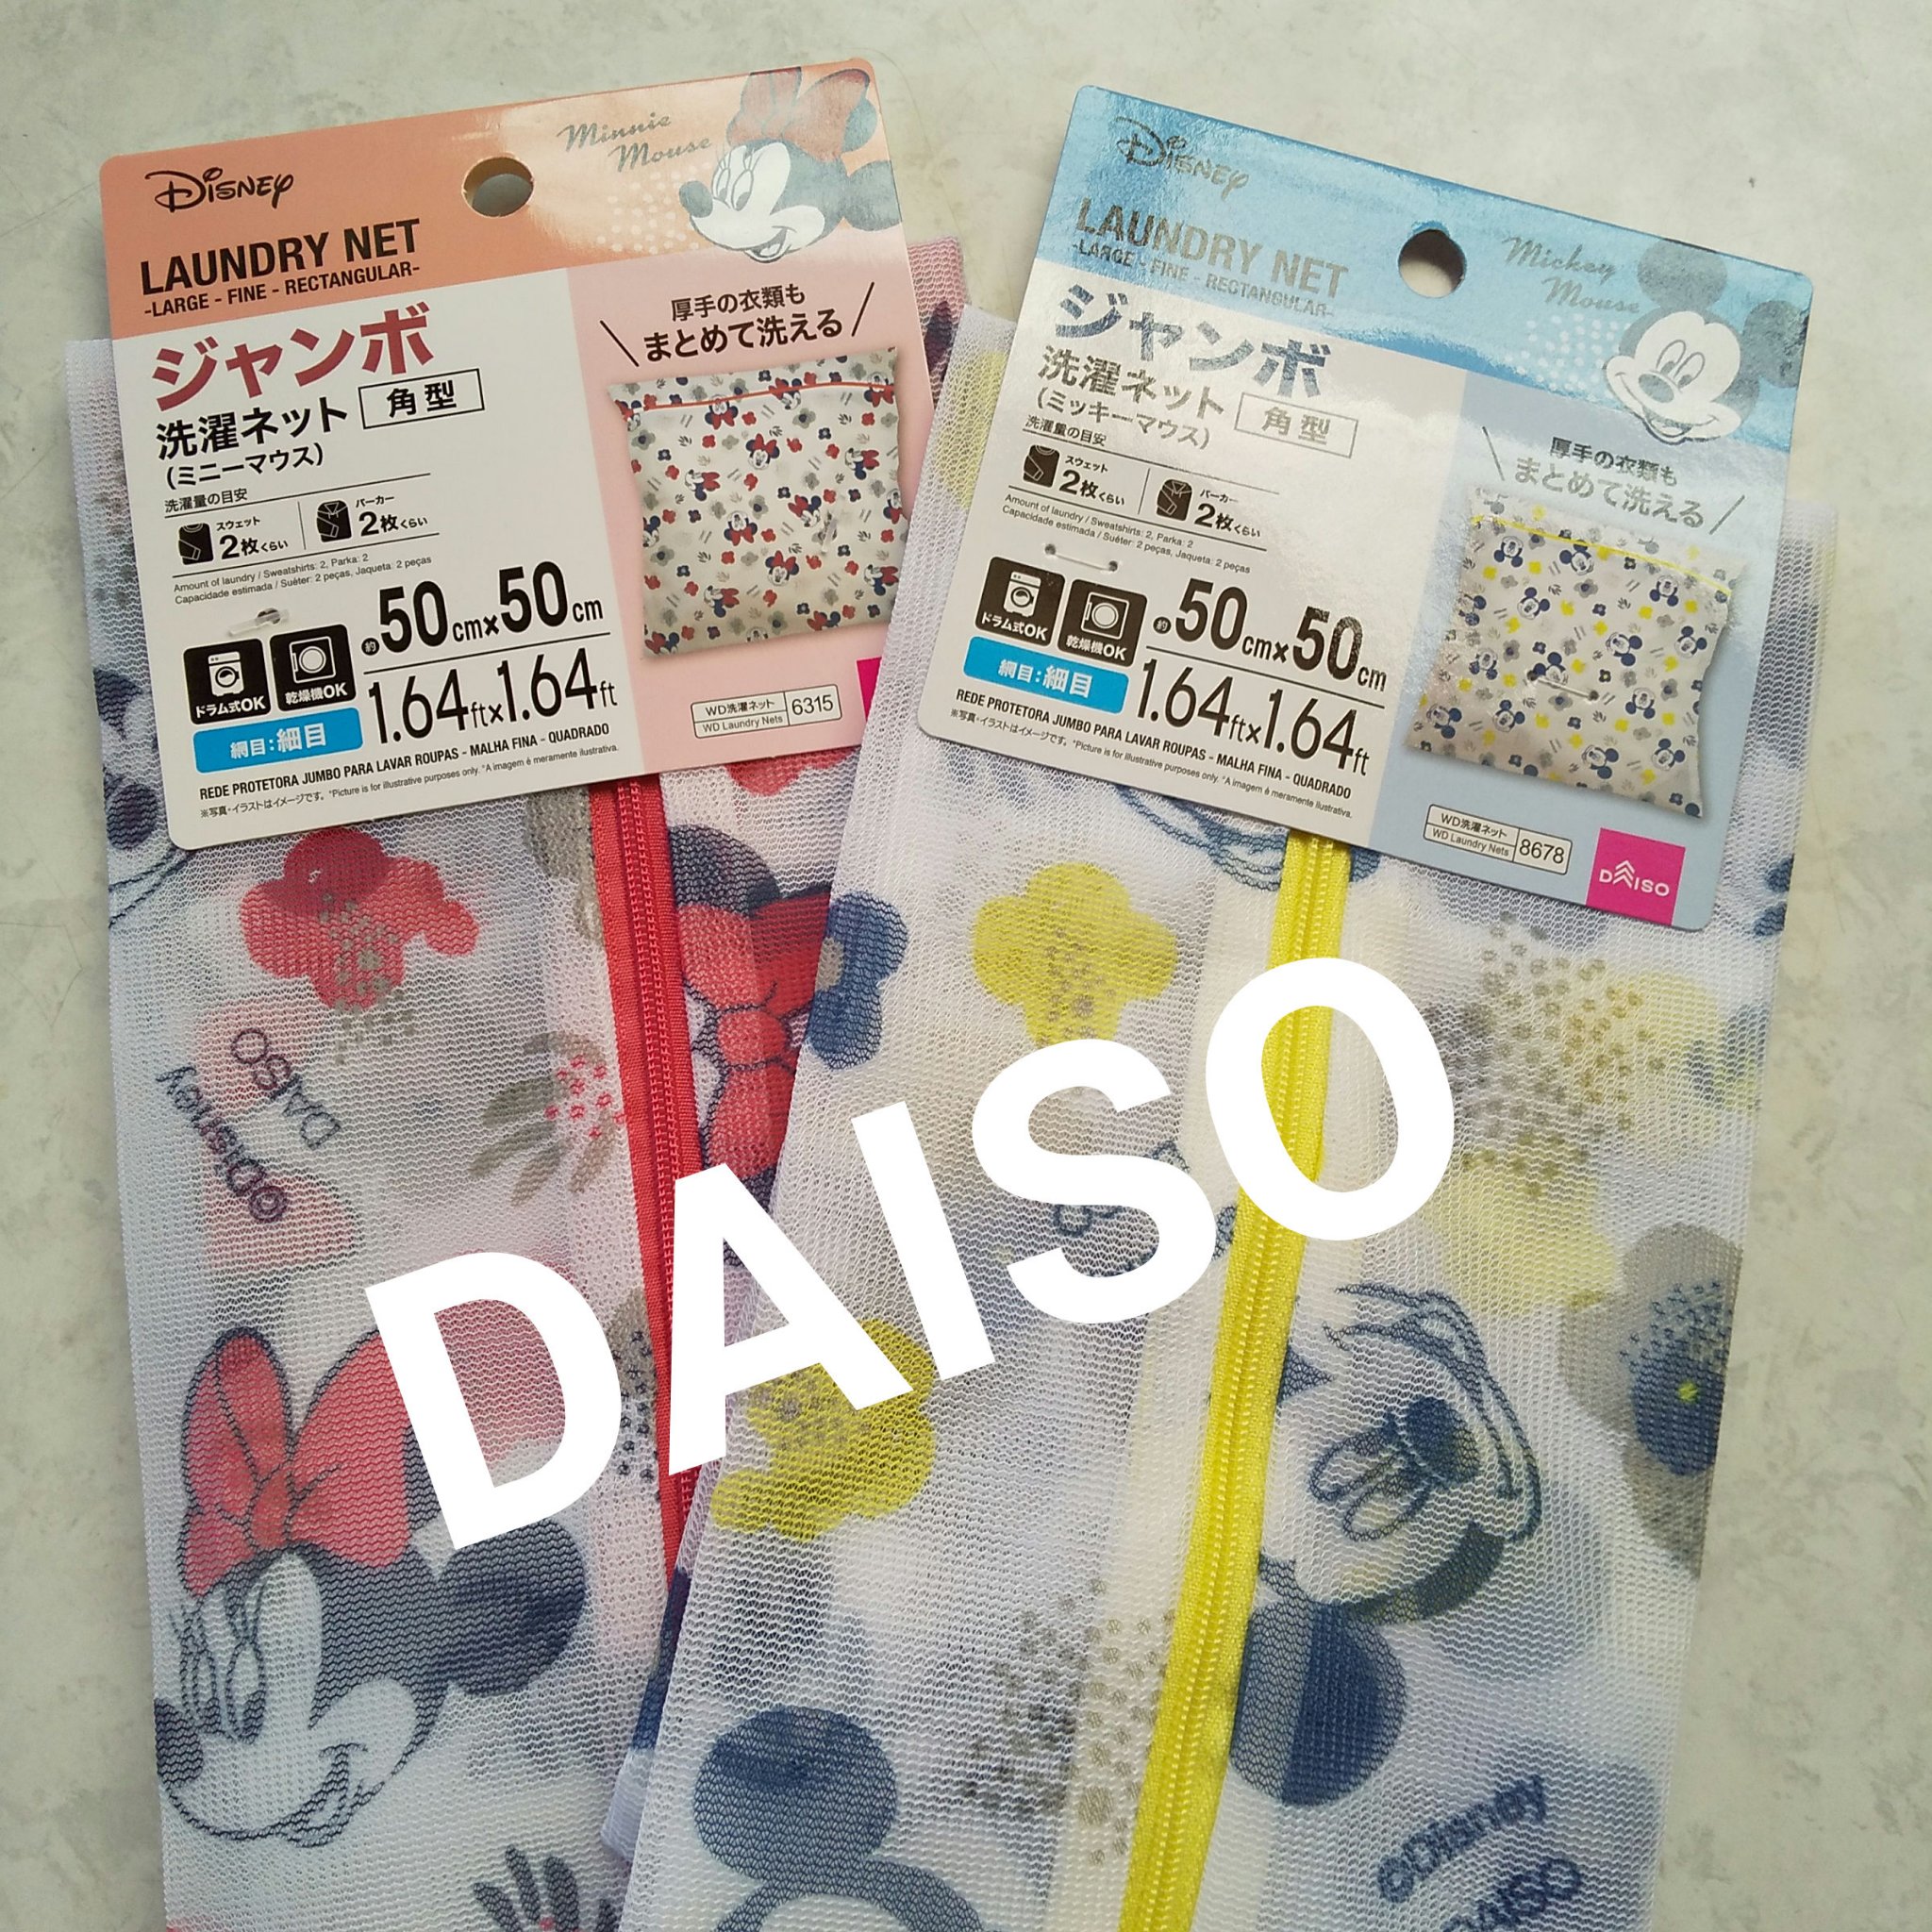 Disney
Minnie
Mouse
LAUNDRY NET
-LARGE - FINE - RECTANGULAR-
ジャンボ
洗濯ネット 角型
(ミニーマウス)
厚手の衣類も
まとめて洗える
洗濯量の目安
スウェット
2枚くらい
パーカー
2枚くらい
Amount of laundry / Sweatshirts: 2, Parka: 2
Capacidade estimada / Suéter: 2 peças, Jaqueta: 2 peças
ドラム式OK
乾燥機OK
約50cm×50cm
1.64ft×1.64ft
網目:細目
REDE PROTETORA JUMBO PARA LAVAR ROUPAS - MALHA FINA - QUADRADO
※写真・イラストはイメージです。 *Picture is for illustrative purposes only. *A imagem é meramente ilustrativa.
WD洗濯ネット
WD Laundry Nets
6315
Disney
Mickey
Mouse
LAUNDRY NET
-LARGE - FINE - RECTANGULAR-
ジャンボ
洗濯ネット 角型
(ミッキーマウス)
厚手の衣類も
まとめて洗える
洗濯量の目安
スウェット
2枚くらい
パーカー
2枚くらい
Amount of laundry / Sweatshirts: 2, Parka: 2
Capacidade estimada / Suéter: 2 peças, Jaqueta: 2 peças
ドラム式OK
乾燥機OK
約50cm×50cm
1.64ft×1.64ft
網目:細目
REDE PROTETORA JUMBO PARA LAVAR ROUPAS - MALHA FINA - QUADRADO
※写真・イラストはイメージです。 *Picture is for illustrative purposes only. *A imagem é meramente ilustrativa.
WD洗濯ネット
WD Laundry Nets
8678
DAISO
©Disney
DAISO
©Disney
DAISO